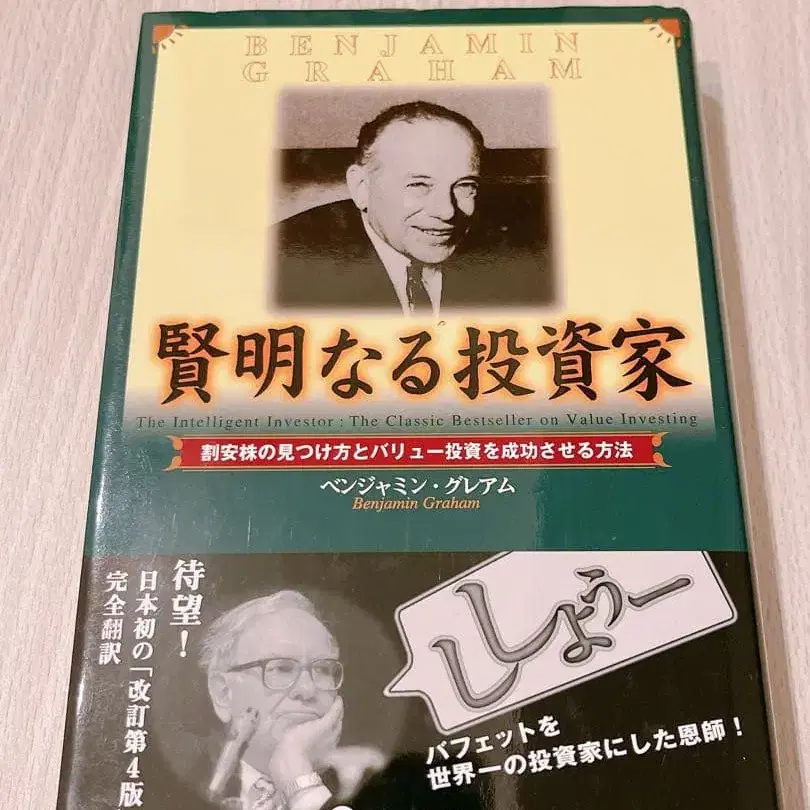 BENJAMIN
GRAHAM
賢明なる投資家
The Intelligent Investor : The Classic Bestseller on Value Investing
割安株の見つけ方とバリュー投資を成功させる方法
ベンジャミン・グレアム
Benjamin Graham
待望！
日本初の「改訂第4版
完全翻訳
ししょうー
バフェットを
世界一の投資家にした恩師！